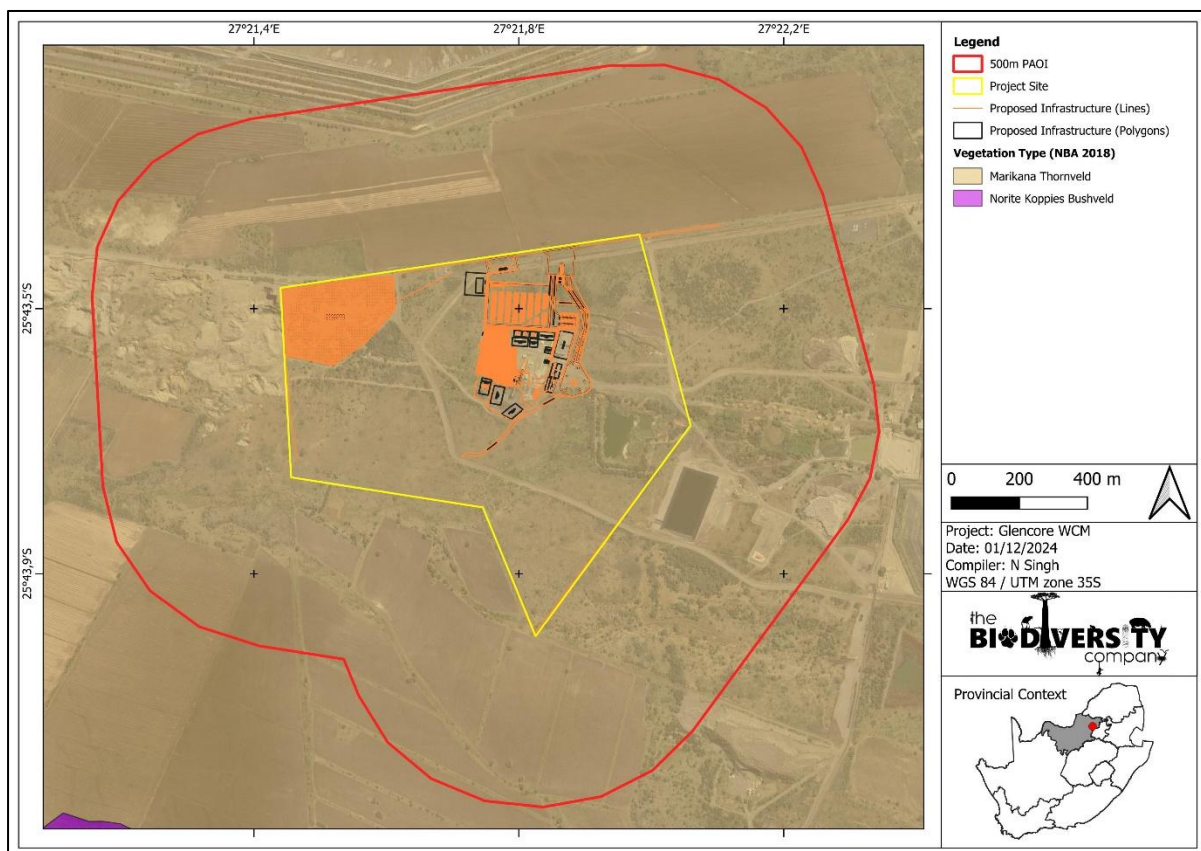 27°21,4′E
27°21,8′E
27°22,2′E
25°43,5′S
25°43,9′S
Legend
500m PAOI
Project Site
Proposed Infrastructure (Lines)
Proposed Infrastructure (Polygons)
Vegetation Type (NBA 2018)
Marikana Thornveld
Norite Koppies Bushveld
0 200 400 m
Project: Glencore WCM
Date: 01/12/2024
Compiler: N Singh
WGS 84 / UTM zone 35S
the
BIODIVERSITY
company
Provincial Context